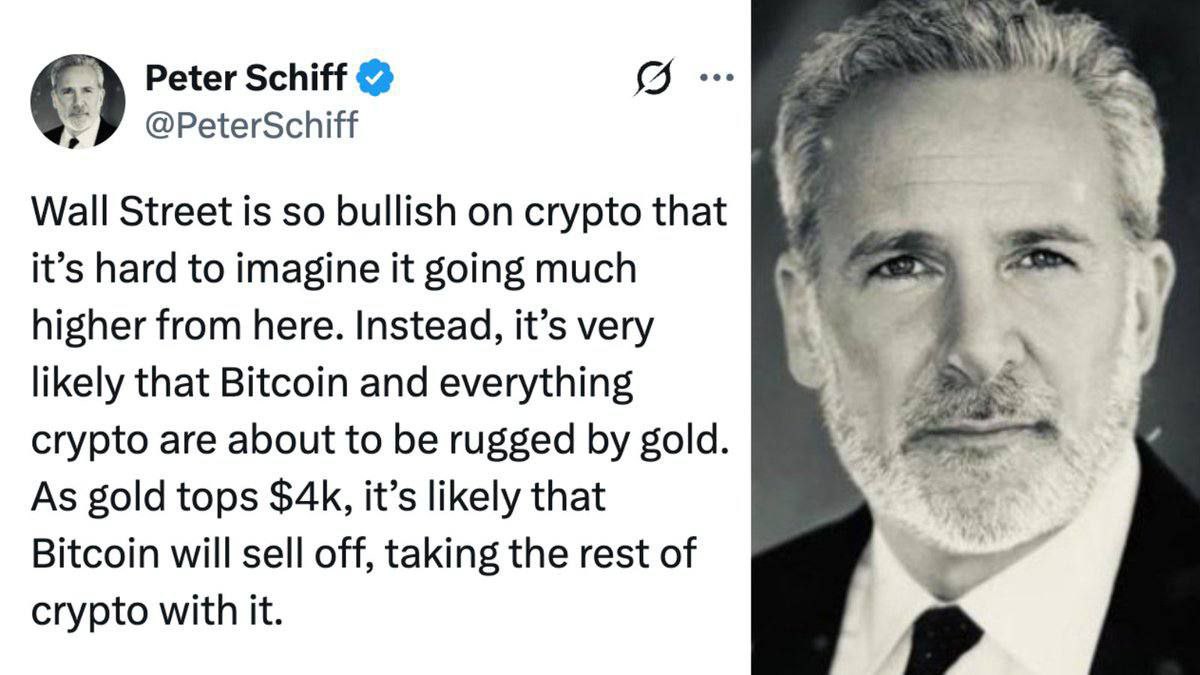 Peter Schiff
@PeterSchiff
Wall Street is so bullish on crypto that
it’s hard to imagine it going much
higher from here. Instead, it’s very
likely that Bitcoin and everything
crypto are about to be rugged by gold.
As gold tops $4k, it’s likely that
Bitcoin will sell off, taking the rest of
crypto with it.